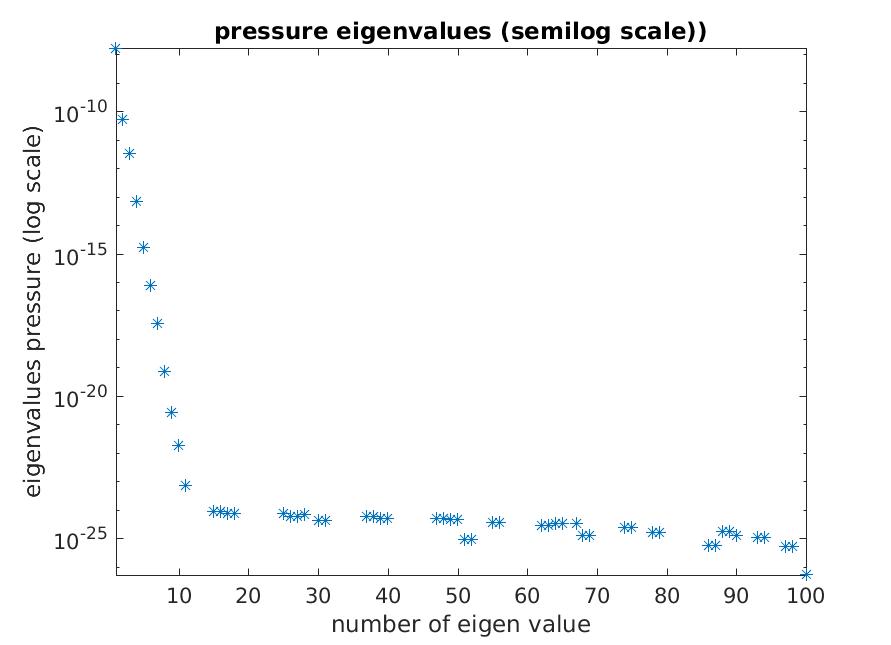 pressure eigenvalues (semilog scale))
eigenvalues pressure (log scale)
10^-10
10^-15
10^-20
10^-25
10 20 30 40 50 60 70 80 90 100
number of eigen value